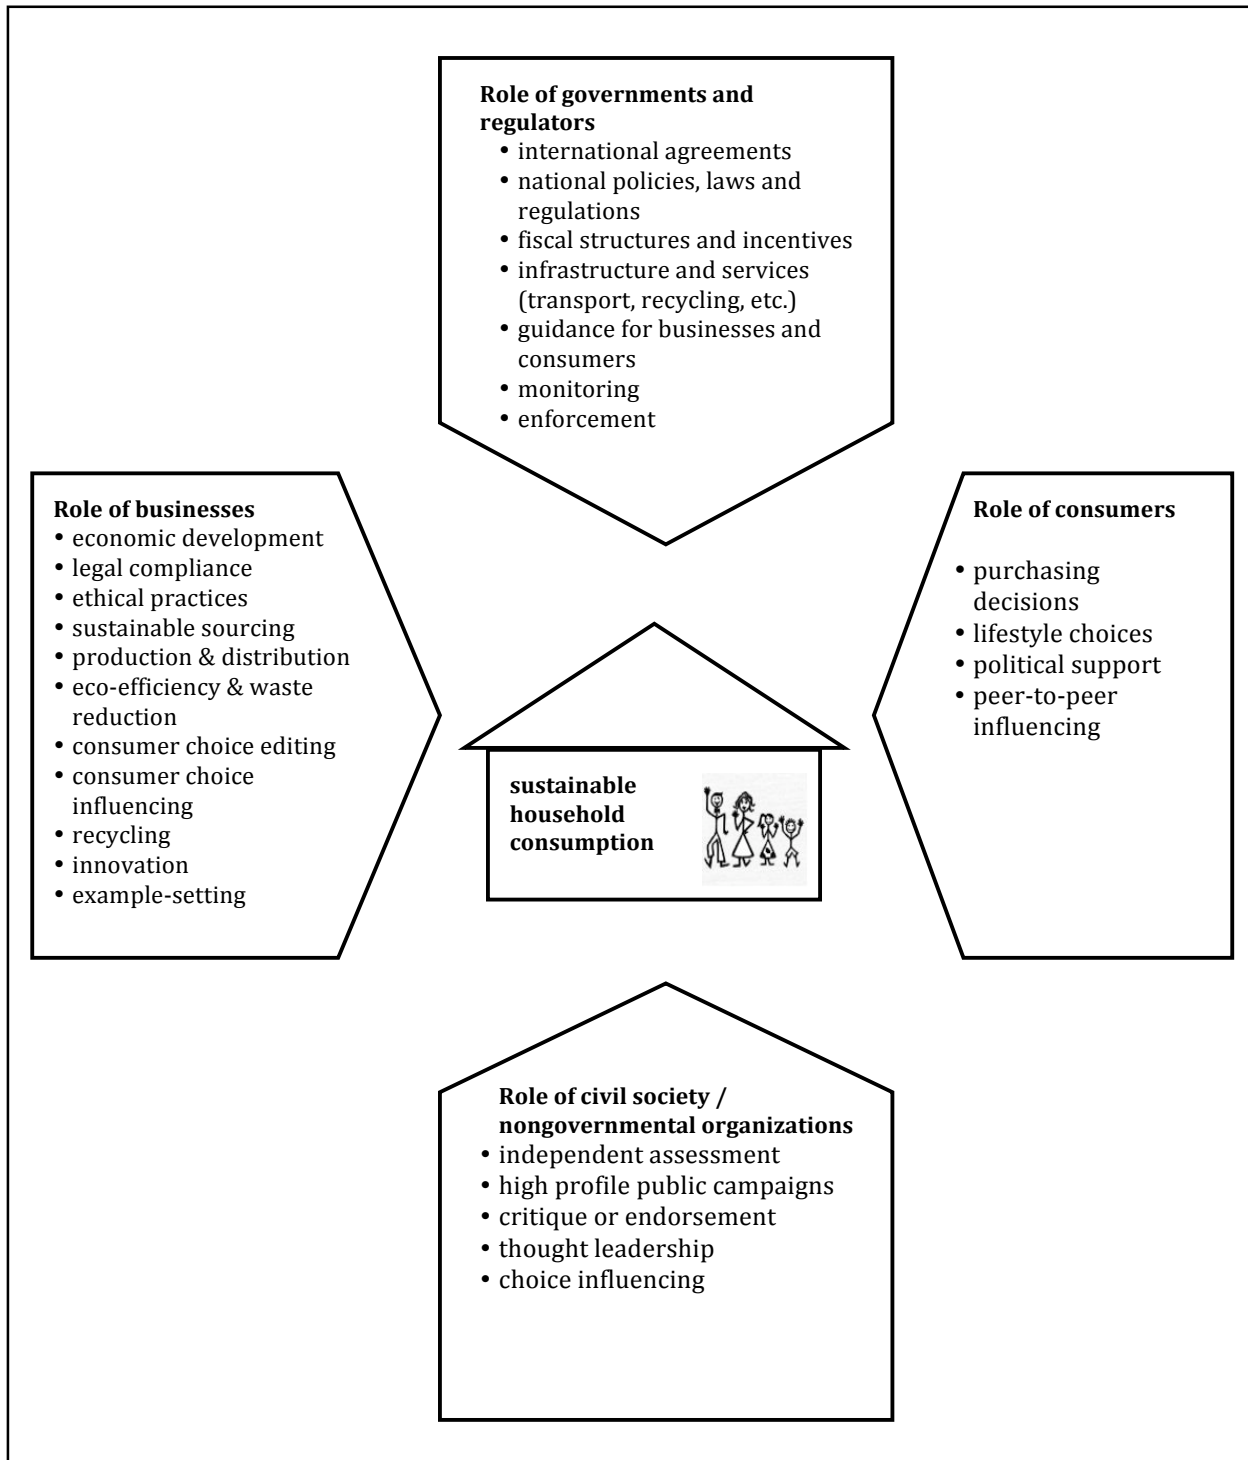 Role of governments and
regulators
• international agreements
• national policies, laws and
regulations
• fiscal structures and incentives
• infrastructure and services
(transport, recycling, etc.)
• guidance for businesses and
consumers
• monitoring
• enforcement
Role of businesses
• economic development
• legal compliance
• ethical practices
• sustainable sourcing
• production & distribution
• eco-efficiency & waste
reduction
• consumer choice editing
• consumer choice
influencing
• recycling
• innovation
• example-setting
sustainable
household
consumption
Role of consumers
• purchasing
decisions
• lifestyle choices
• political support
• peer-to-peer
influencing
Role of civil society /
nongovernmental organizations
• independent assessment
• high profile public campaigns
• critique or endorsement
• thought leadership
• choice influencing